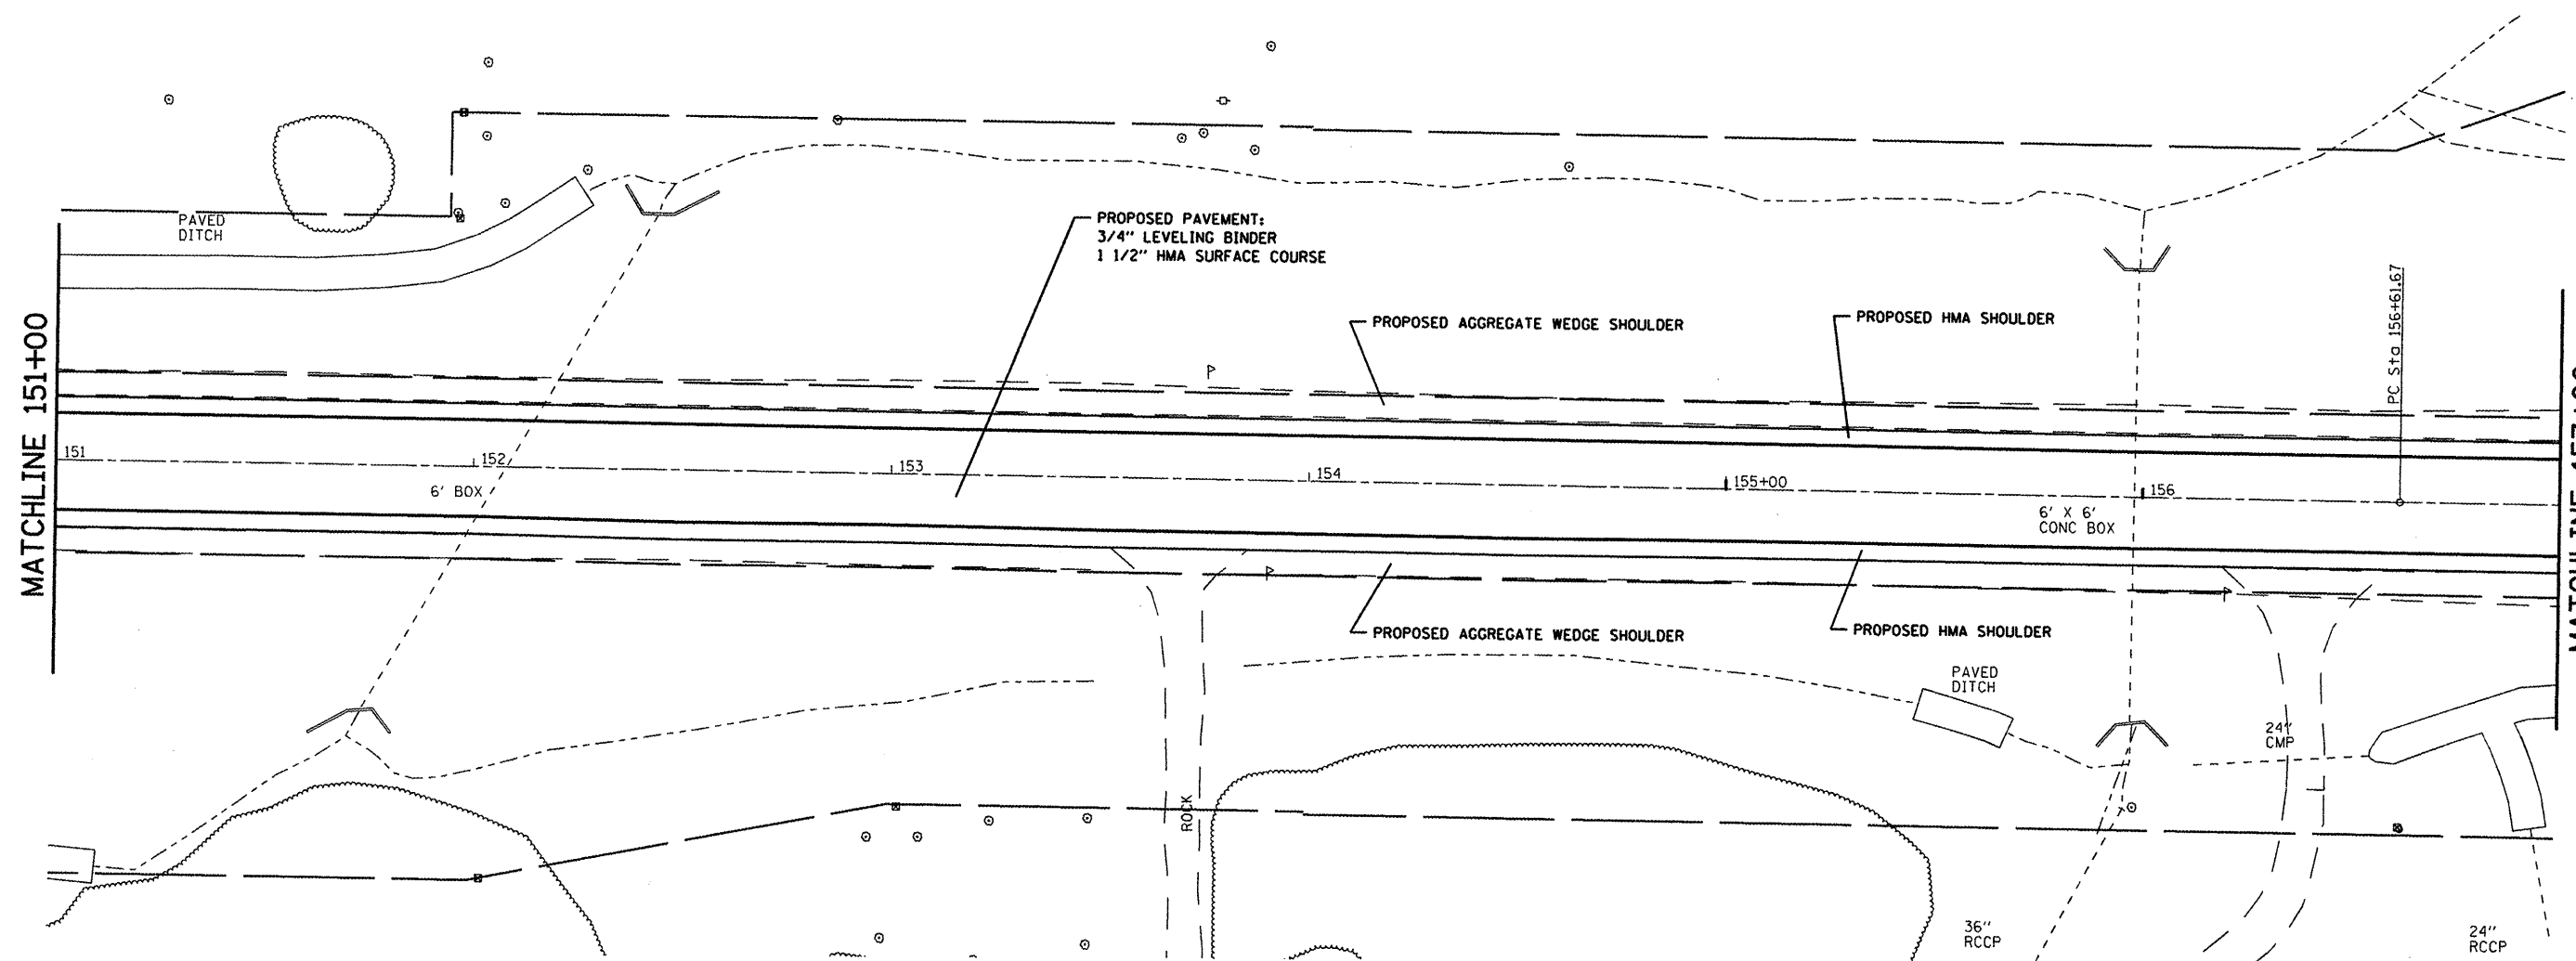 PAVED
DITCH
PROPOSED PAVEMENT:
3/4" LEVELING BINDER
1 1/2" HMA SURFACE COURSE
PROPOSED AGGREGATE WEDGE SHOULDER
PROPOSED HMA SHOULDER
PC Sta 156+61.67
MATCHLINE 151+00
P
151
152
153
154
155+00
156
6' BOX
6' X 6'
CONC BOX
P
P
PROPOSED AGGREGATE WEDGE SHOULDER
PROPOSED HMA SHOULDER
PAVED
DITCH
24"
CMP
ROCK
36"
RCCP
24"
RCCP